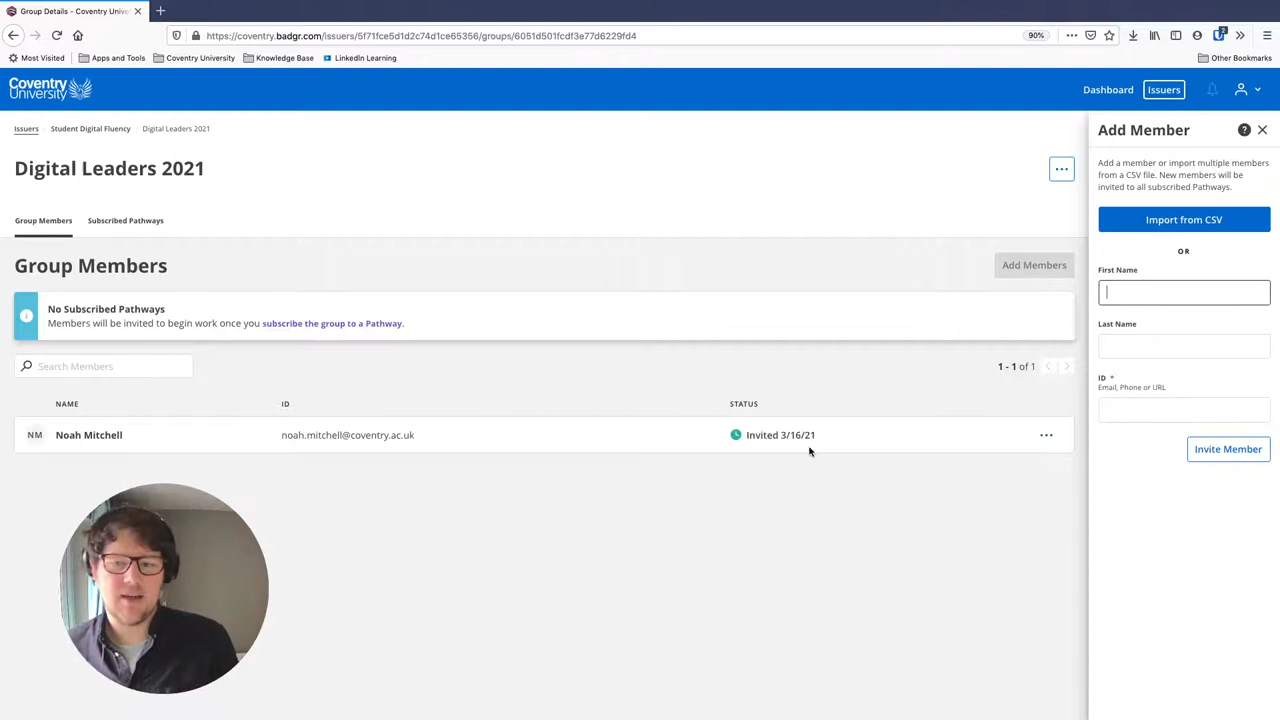 Group Details - Coventry Unive
https://coventry.badgr.com/issuers/5f71fce5d1d2c74d1ce65356/groups/6051d501fcdf3e77d6229fd4
90%
2
Most Visited
Apps and Tools
Coventry University
Knowledge Base
LinkedIn Learning
Other Bookmarks
Coventry
University
Dashboard
Issuers
Issuers
Student Digital Fluency
Digital Leaders 2021
Digital Leaders 2021
Group Members
Subscribed Pathways
Group Members
Add Members
No Subscribed Pathways
Members will be invited to begin work once you subscribe the group to a Pathway.
Search Members
1 - 1 of 1
NAME
ID
STATUS
NM
Noah Mitchell
noah.mitchell@coventry.ac.uk
Invited 3/16/21
Add Member
?
Add a member or import multiple members
from a CSV file. New members will be
invited to all subscribed Pathways.
Import from CSV
OR
First Name
Last Name
ID *
Email, Phone or URL
Invite Member